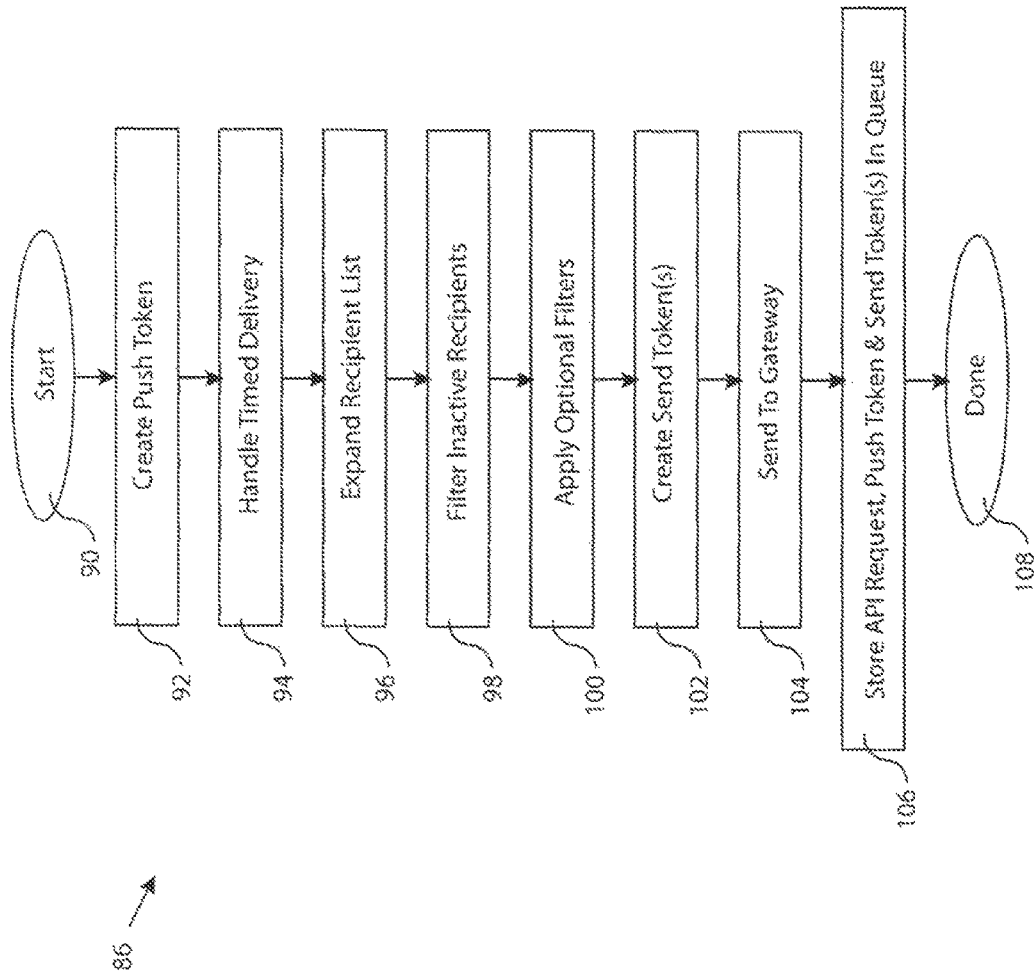 86
Start
90
Create Push Token
92
Handle Timed Delivery
94
Expand Recipient List
96
Filter Inactive Recipients
98
Apply Optional Filters
100
Create Send Token(s)
102
Send To Gateway
104
Store API Request, Push Token & Send Token(s) In Queue
106
Done
108